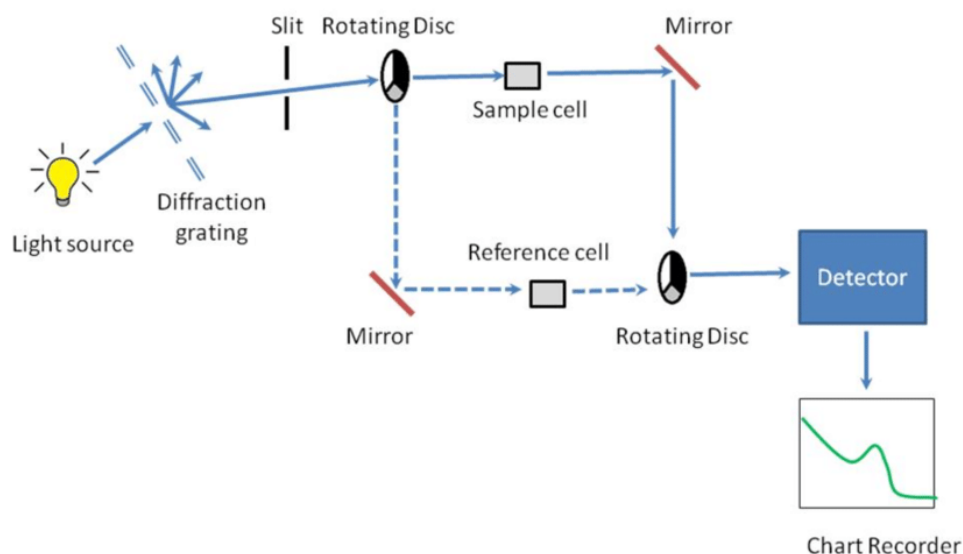 Slit
Rotating Disc
Mirror
Sample cell
Diffraction
grating
Light source
Reference cell
Mirror
Rotating Disc
Detector
Chart Recorder